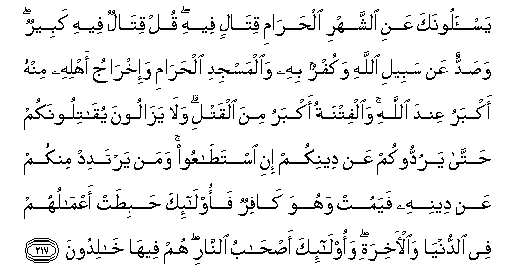 يَسْـَٔلُونَكَ عَنِ ٱلشَّهْرِ ٱلْحَرَامِ قِتَالٍ فِيهِ ۖ قُلْ قِتَالٌ فِيهِ كَبِيرٌ ۖ
وَصَدٌّ عَن سَبِيلِ ٱللَّهِ وَكُفْرٌۢ بِهِۦ وَٱلْمَسْجِدِ ٱلْحَرَامِ وَإِخْرَاجُ أَهْلِهِۦ مِنْهُ
أَكْبَرُ عِندَ ٱللَّهِ ۚ وَٱلْفِتْنَةُ أَكْبَرُ مِنَ ٱلْقَتْلِ ۗ وَلَا يَزَالُونَ يُقَـٰتِلُونَكُمْ
حَتَّىٰ يَرُدُّوكُمْ عَن دِينِكُمْ إِنِ ٱسْتَطَـٰعُوا۟ ۚ وَمَن يَرْتَدِدْ مِنكُمْ
عَن دِينِهِۦ فَيَمُتْ وَهُوَ كَافِرٌ فَأُو۟لَـٰٓئِكَ حَبِطَتْ أَعْمَـٰلُهُمْ
فِى ٱلدُّنْيَا وَٱلْـَٔاخِرَةِ ۖ وَأُو۟لَـٰٓئِكَ أَصْحَـٰبُ ٱلنَّارِ ۖ هُمْ فِيهَا خَـٰلِدُونَ ٢١٧